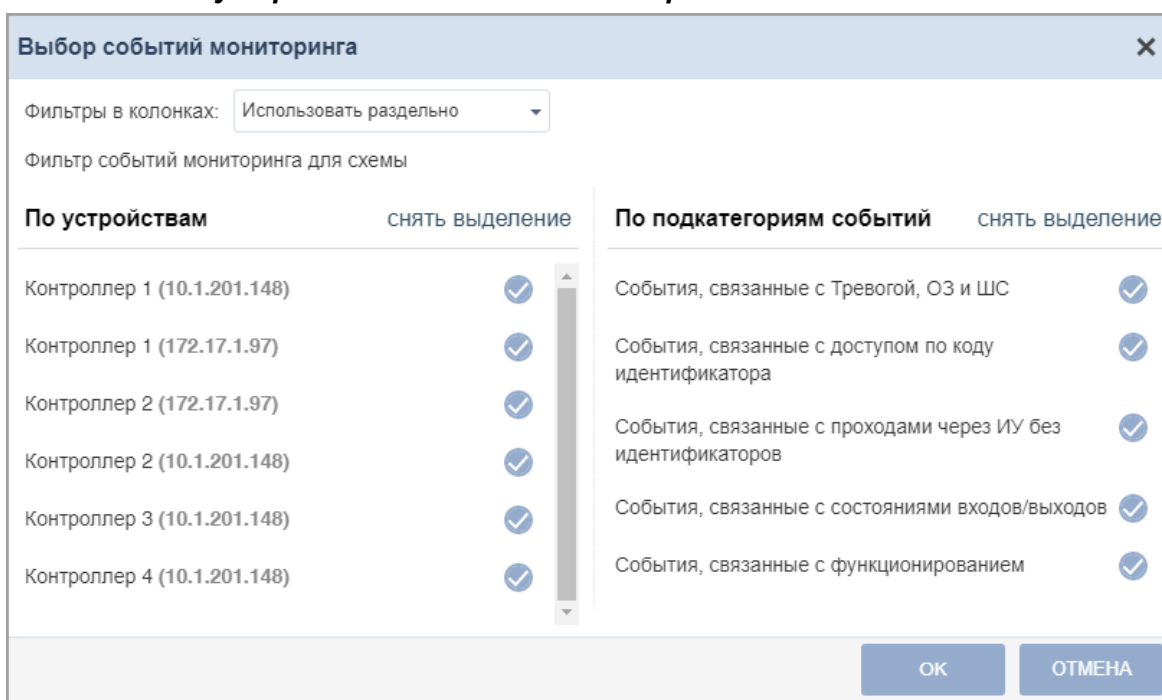 Выбор событий мониторинга
Фильтры в колонках: Использовать раздельно
Фильтр событий мониторинга для схемы
По устройствам снять выделение
Контроллер 1 (10.1.201.148)
Контроллер 1 (172.17.1.97)
Контроллер 2 (172.17.1.97)
Контроллер 2 (10.1.201.148)
Контроллер 3 (10.1.201.148)
Контроллер 4 (10.1.201.148)
По подкатегориям событий снять выделение
События, связанные с Тревогой, ОЗ и ШС
События, связанные с доступом по коду
идентификатора
События, связанные с проходами через ИУ без
идентификаторов
События, связанные с состояниями входов/выходов
События, связанные с функционированием
ОК ОТМЕНА